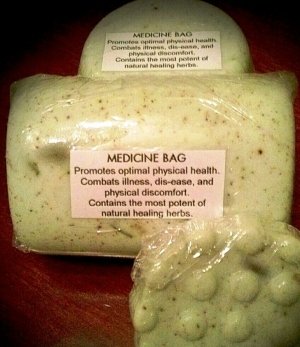 MEDICINE BAG
Promotes optimal physical health.
Combats illness, dis-ease, and
physical discomfort.
Contains the most potent of
natural healing herbs.
MEDICINE BAG
Promotes optimal physical health.
Combats illness, dis-ease, and
physical discomfort.
Contains the most potent of
natural healing herbs.